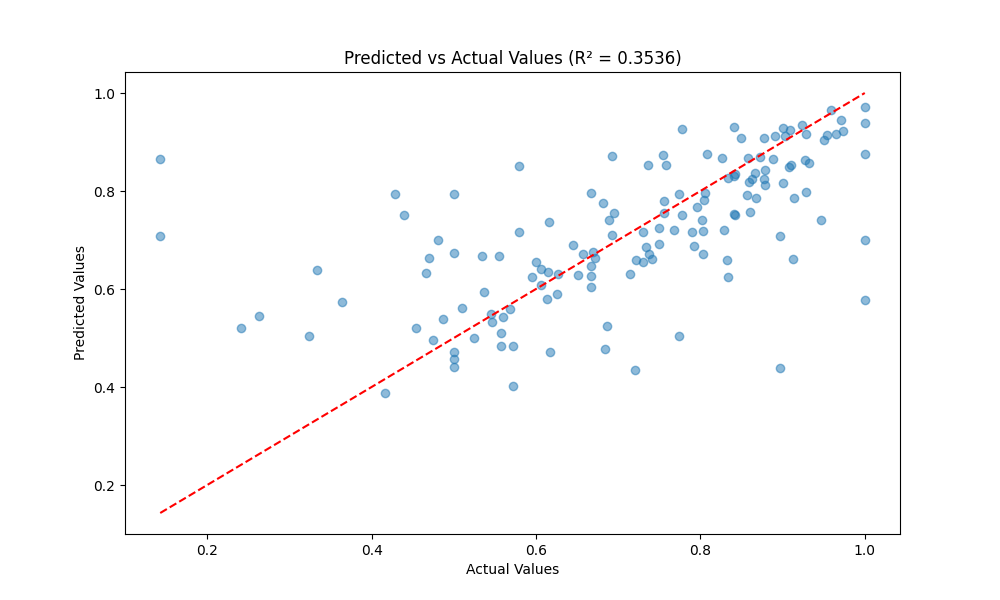 Predicted vs Actual Values (R² = 0.3536)
Predicted Values
1.0
0.8
0.6
0.4
0.2
0.2 0.4 0.6 0.8 1.0
Actual Values